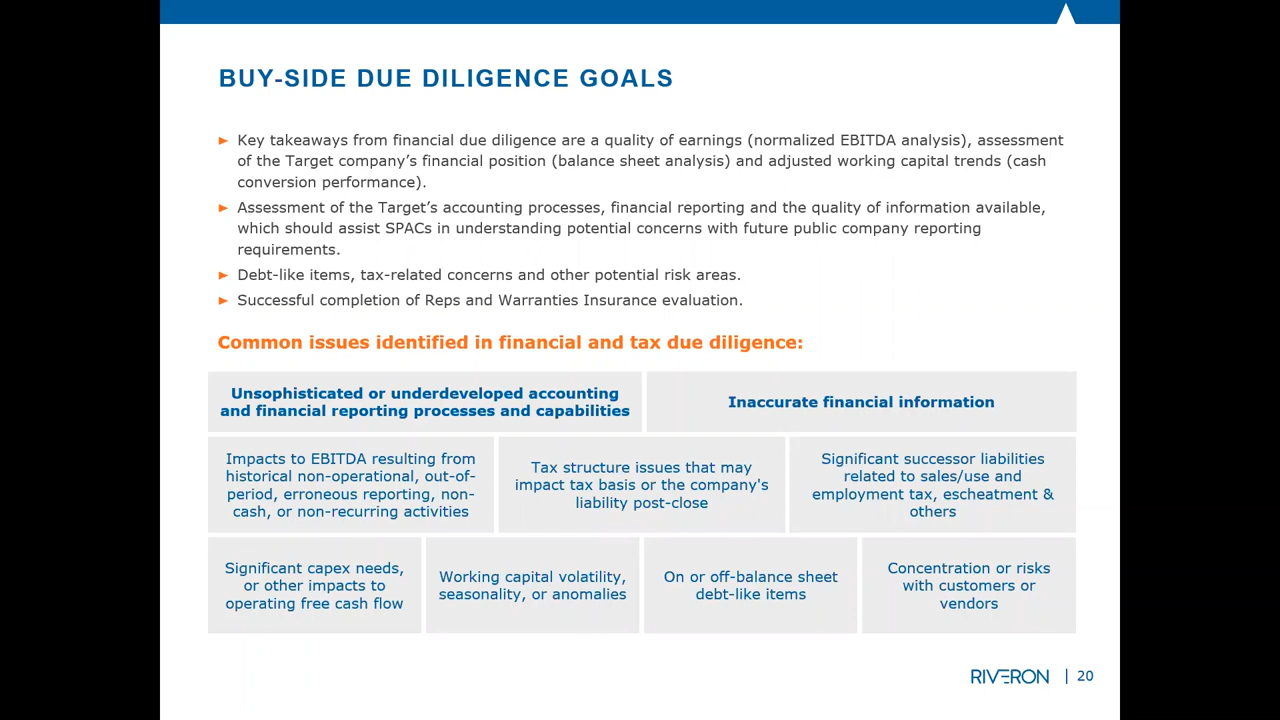 BUY-SIDE DUE DILIGENCE GOALS
► Key takeaways from financial due diligence are a quality of earnings (normalized EBITDA analysis), assessment
of the Target company’s financial position (balance sheet analysis) and adjusted working capital trends (cash
conversion performance).
► Assessment of the Target’s accounting processes, financial reporting and the quality of information available,
which should assist SPACs in understanding potential concerns with future public company reporting
requirements.
► Debt-like items, tax-related concerns and other potential risk areas.
► Successful completion of Reps and Warranties Insurance evaluation.
Common issues identified in financial and tax due diligence:
Unsophisticated or underdeveloped accounting
and financial reporting processes and capabilities
Inaccurate financial information
Impacts to EBITDA resulting from
historical non-operational, out-of-
period, erroneous reporting, non-
cash, or non-recurring activities
Tax structure issues that may
impact tax basis or the company's
liability post-close
Significant successor liabilities
related to sales/use and
employment tax, escheatment &
others
Significant capex needs,
or other impacts to
operating free cash flow
Working capital volatility,
seasonality, or anomalies
On or off-balance sheet
debt-like items
Concentration or risks
with customers or
vendors
RIVERON | 20